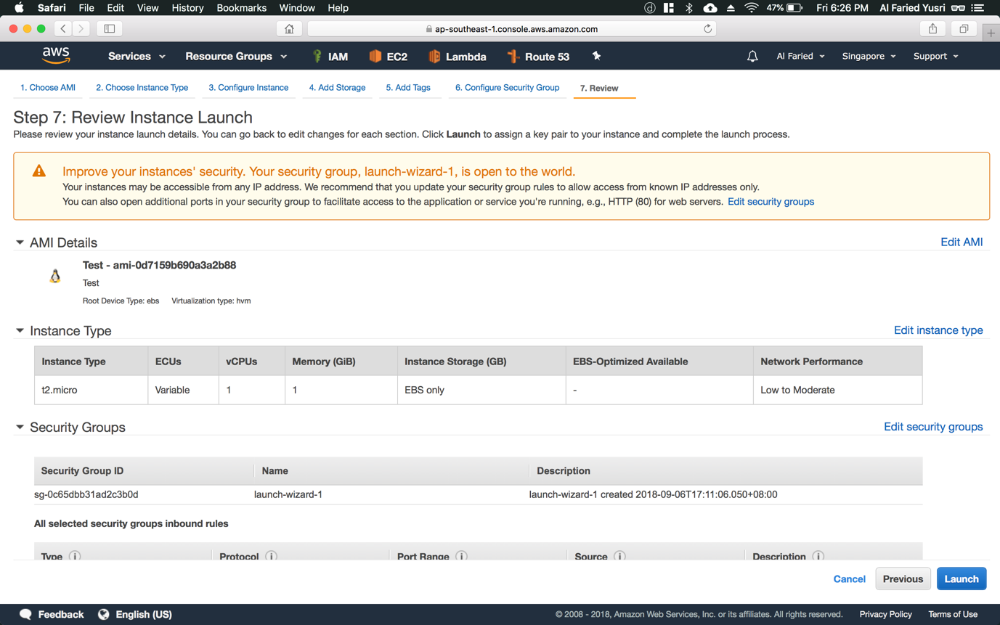 Safari File Edit View History Bookmarks Window Help 47% Fri 6:26 PM Al Faried Yusri
ap-southeast-1.console.aws.amazon.com
aws Services Resource Groups IAM EC2 Lambda Route 53 Al Faried Singapore Support
1. Choose AMI 2. Choose Instance Type 3. Configure Instance 4. Add Storage 5. Add Tags 6. Configure Security Group 7. Review
Step 7: Review Instance Launch
Please review your instance launch details. You can go back to edit changes for each section. Click Launch to assign a key pair to your instance and complete the launch process.
Improve your instances' security. Your security group, launch-wizard-1, is open to the world.
Your instances may be accessible from any IP address. We recommend that you update your security group rules to allow access from known IP addresses only.
You can also open additional ports in your security group to facilitate access to the application or service you're running, e.g., HTTP (80) for web servers. Edit security groups
AMI Details Edit AMI
Test - ami-0d7159b690a3a2b88
Test
Root Device Type: ebs Virtualization type: hvm
Instance Type Edit instance type
Instance Type ECUs vCPUs Memory (GiB) Instance Storage (GB) EBS-Optimized Available Network Performance
t2.micro Variable 1 1 EBS only - Low to Moderate
Security Groups Edit security groups
Security Group ID Name Description
sg-0c65dbb31ad2c3b0d launch-wizard-1 launch-wizard-1 created 2018-09-06T17:11:06.050+08:00
All selected security groups inbound rules
Type Protocol Port Range Source Description
Cancel Previous Launch
Feedback English (US) © 2008 - 2018, Amazon Web Services, Inc. or its affiliates. All rights reserved. Privacy Policy Terms of Use